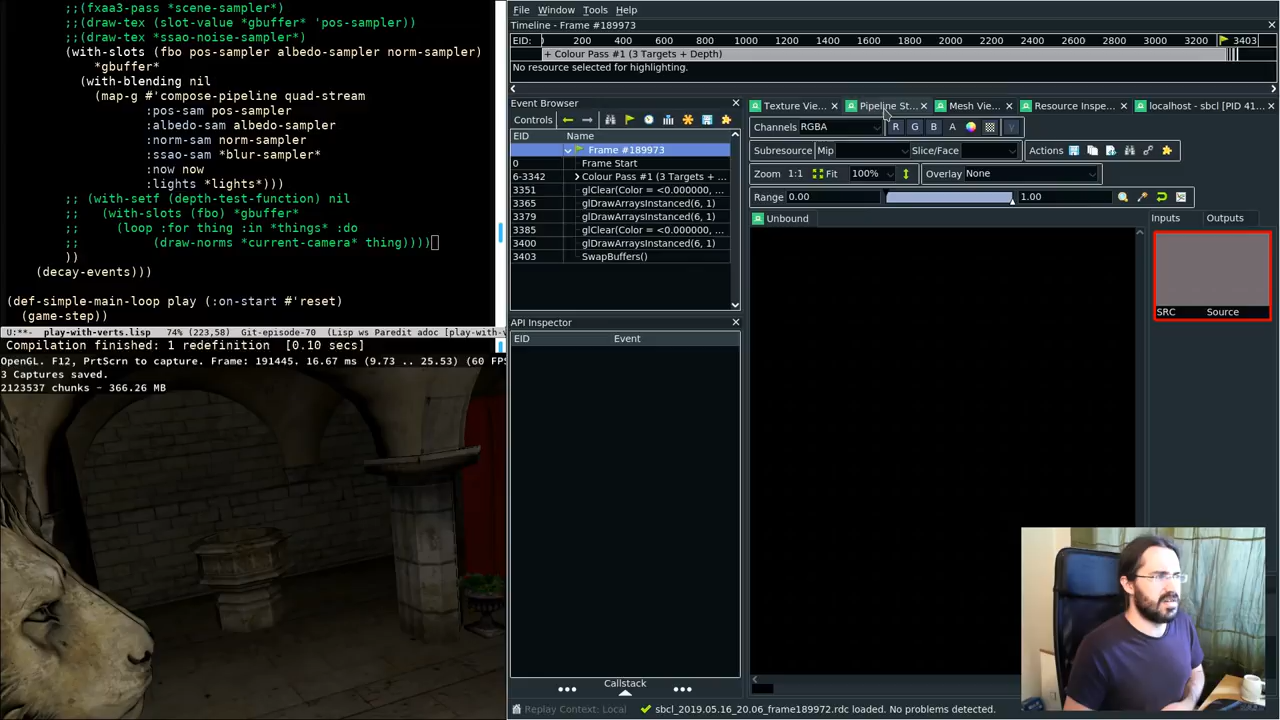 ;;(fxaa3-pass *scene-sampler*)
;;(draw-tex (slot-value *gbuffer* 'pos-sampler))
;;(draw-tex *ssao-noise-sampler*)
(with-slots (fbo pos-sampler albedo-sampler norm-sampler)
*gbuffer*
(with-blending nil
(map-g #'compose-pipeline quad-stream
:pos-sam pos-sampler
:albedo-sam albedo-sampler
:norm-sam norm-sampler
:ssao-sam *blur-sampler*
:now now
:lights *lights*)))
;; (with-setf (depth-test-function) nil
;; (with-slots (fbo) *gbuffer*
;; (loop :for thing :in *things* :do
;; (draw-norms *current-camera* thing))))
))
(decay-events)))
(def-simple-main-loop play (:on-start #'reset)
(game-step))
U:**- play-with-verts.lisp 74% (223,58) Git-episode-70 (Lisp ws Paredit adoc [play-with-v
Compilation finished: 1 redefinition [0.10 secs]
OpenGL. F12, PrtScrn to capture. Frame: 191445. 16.67 ms (9.73 .. 25.53) (60 FPS
3 Captures saved.
2123537 chunks - 366.26 MB
File Window Tools Help
Timeline - Frame #189973
EID: 0 200 400 600 800 1000 1200 1400 1600 1800 2000 2200 2400 2600 2800 3000 3200 3403
+ Colour Pass #1 (3 Targets + Depth)
No resource selected for highlighting.
Event Browser
Controls
EID Name
Frame #189973
0 Frame Start
6-3342 Colour Pass #1 (3 Targets + ...
3351 glClear(Color = <0.000000, ...
3365 glDrawArraysInstanced(6, 1)
3379 glDrawArraysInstanced(6, 1)
3385 glClear(Color = <0.000000, ...
3400 glDrawArraysInstanced(6, 1)
3403 SwapBuffers()
API Inspector
EID Event
Callstack
Texture Vie... Pipeline St... Mesh Vie... Resource Inspe... localhost - sbcl [PID 41...
Channels RGBA R G B A γ
Subresource Mip Slice/Face Actions
Zoom 1:1 Fit 100% Overlay None
Range 0.00 1.00
Unbound
Inputs Outputs
SRC Source
Replay Context: Local sbcl_2019.05.16_20.06_frame189972.rdc loaded. No problems detected.